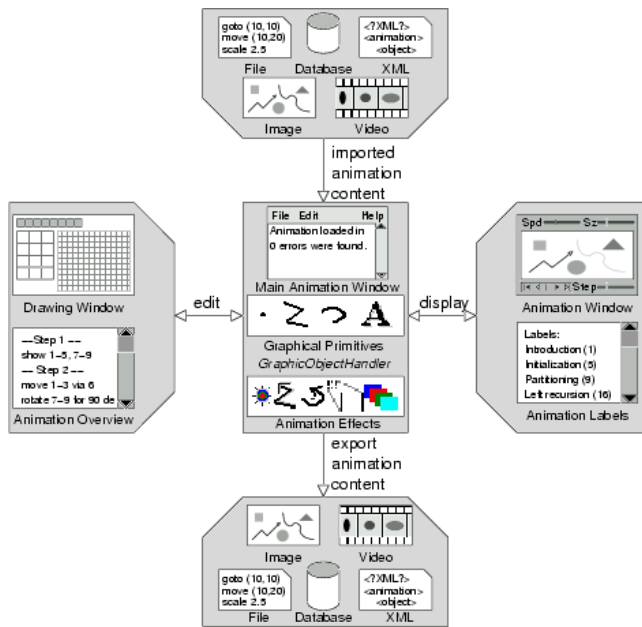 goto (10,10)
move (10,20)
scale 2.5
File
Database
<?XML?>
<animation>
<object>
XML
Image
Video
imported
animation
content
Drawing Window
---Step 1 ---
show 1-5, 7-9
--- Step 2 ---
move 1-3 via 6
rotate 7-9 for 90 de
Animation Overview
edit
File Edit Help
Animation loaded in
0 errors were found.
Main Animation Window
A
Graphical Primitives
GraphicObjectHandler
Animation Effects
display
Spd Sz
Step
Animation Window
Labels:
Introduction (1)
Initialization (5)
Partitioning (9)
Left recursion (16)
Animation Labels
export
animation
content
Image
Video
goto (10,10)
move (10,20)
scale 2.5
File
Database
<?XML?>
<animation>
<object>
XML